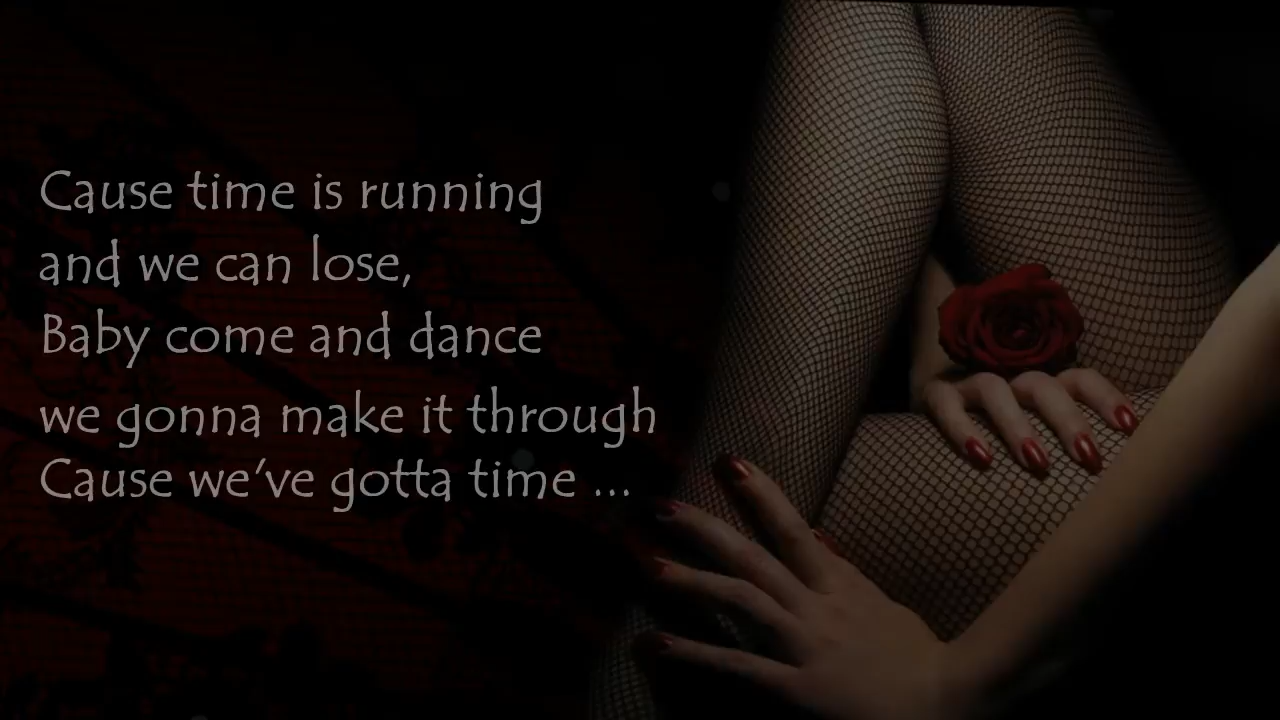 Cause time is running
and we can lose,
Baby come and dance
we gonna make it through
Cause we've gotta time ...